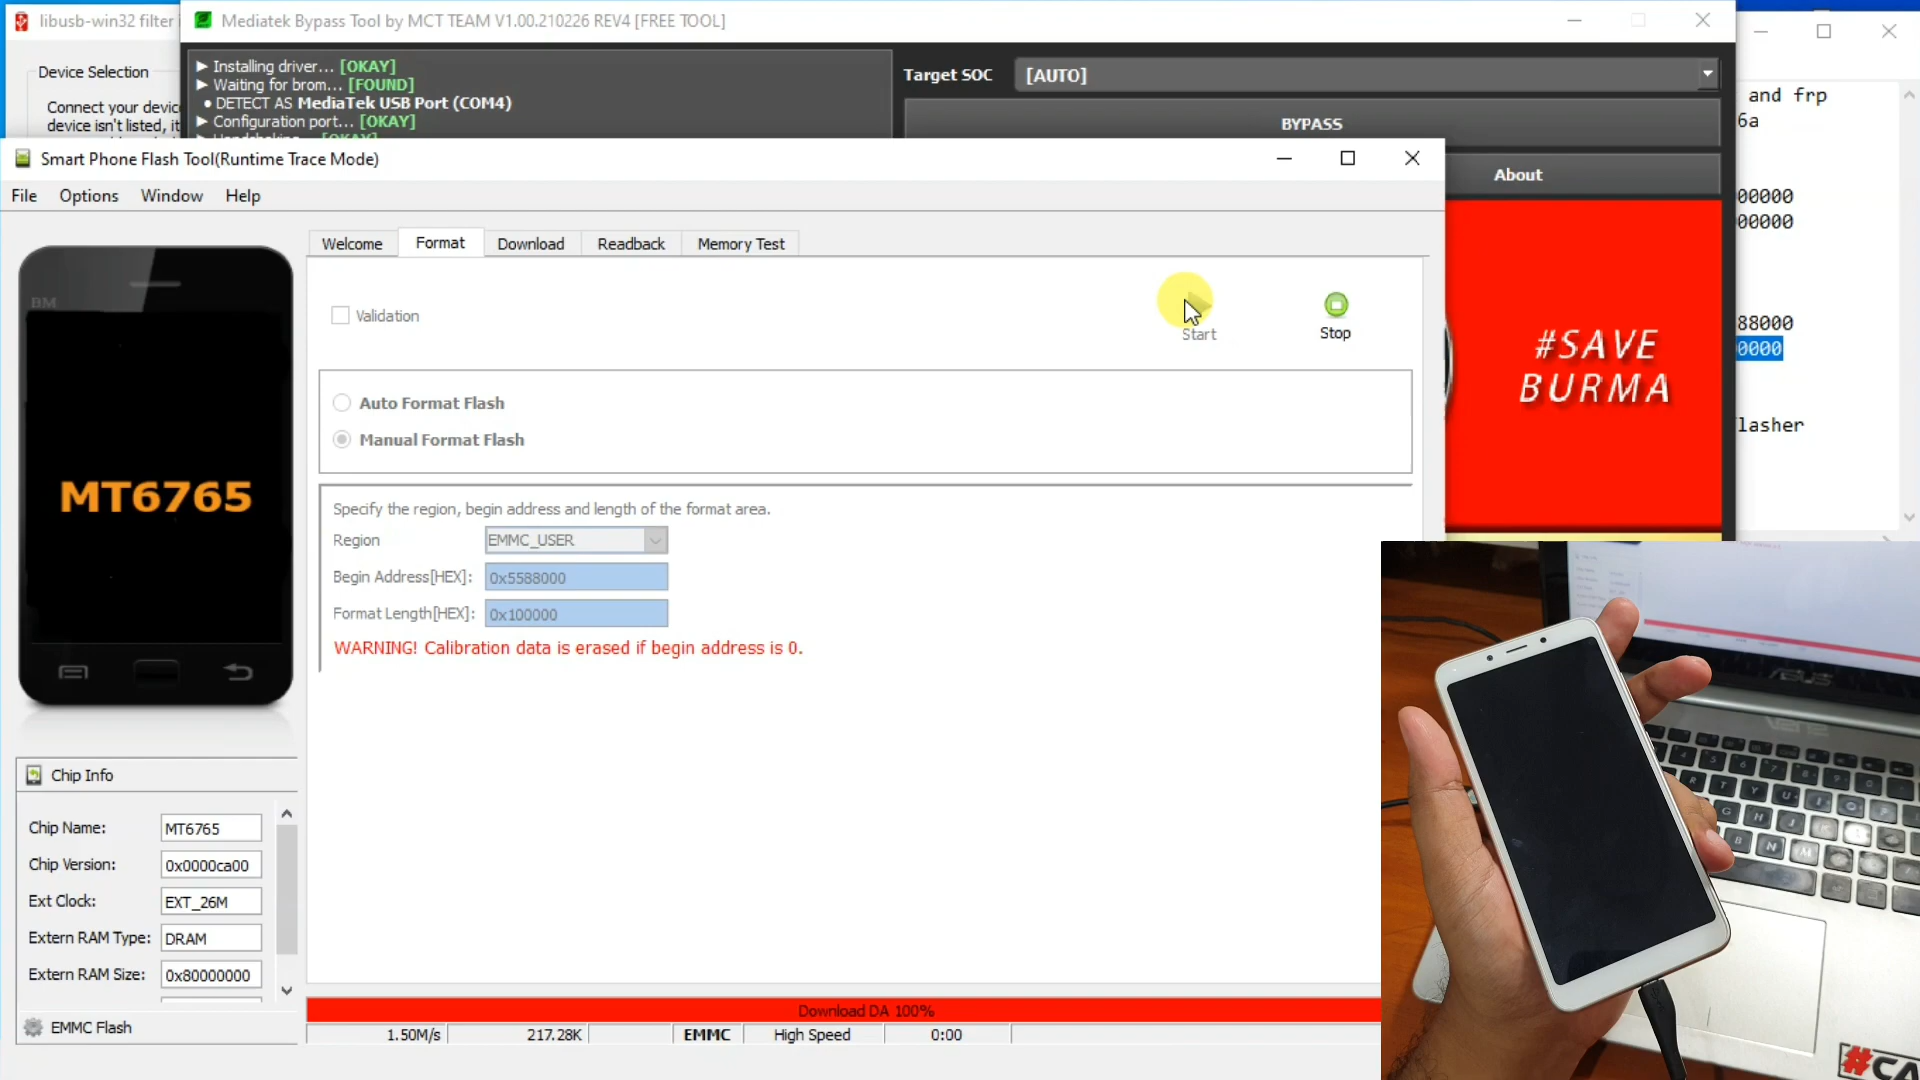 libusb-win32 filter i
Mediatek Bypass Tool by MCT TEAM V1.00.210226 REV4 [FREE TOOL]
Device Selection
Connect your device
device isn't listed, it
► Installing driver... [OKAY]
► Waiting for brom... [FOUND]
● DETECT AS MediaTek USB Port (COM4)
► Configuration port... [OKAY]
► Handshaking... [OKAY]
Target SOC
[AUTO]
BYPASS
About
#SAVE
BURMA
and frp
6a
00000
00000
88000
0000
lasher
Smart Phone Flash Tool(Runtime Trace Mode)
File Options Window Help
Welcome Format Download Readback Memory Test
Validation
Start
Stop
Auto Format Flash
Manual Format Flash
Specify the region, begin address and length of the format area.
Region EMMC_USER
Begin Address[HEX]: 0x5588000
Format Length[HEX]: 0x100000
WARNING! Calibration data is erased if begin address is 0.
BM
MT6765
Chip Info
Chip Name: MT6765
Chip Version: 0x0000ca00
Ext Clock: EXT_26M
Extern RAM Type: DRAM
Extern RAM Size: 0x80000000
EMMC Flash
Download DA 100%
1.50M/s 217.28K EMMC High Speed 0:00
ASUS
#CA